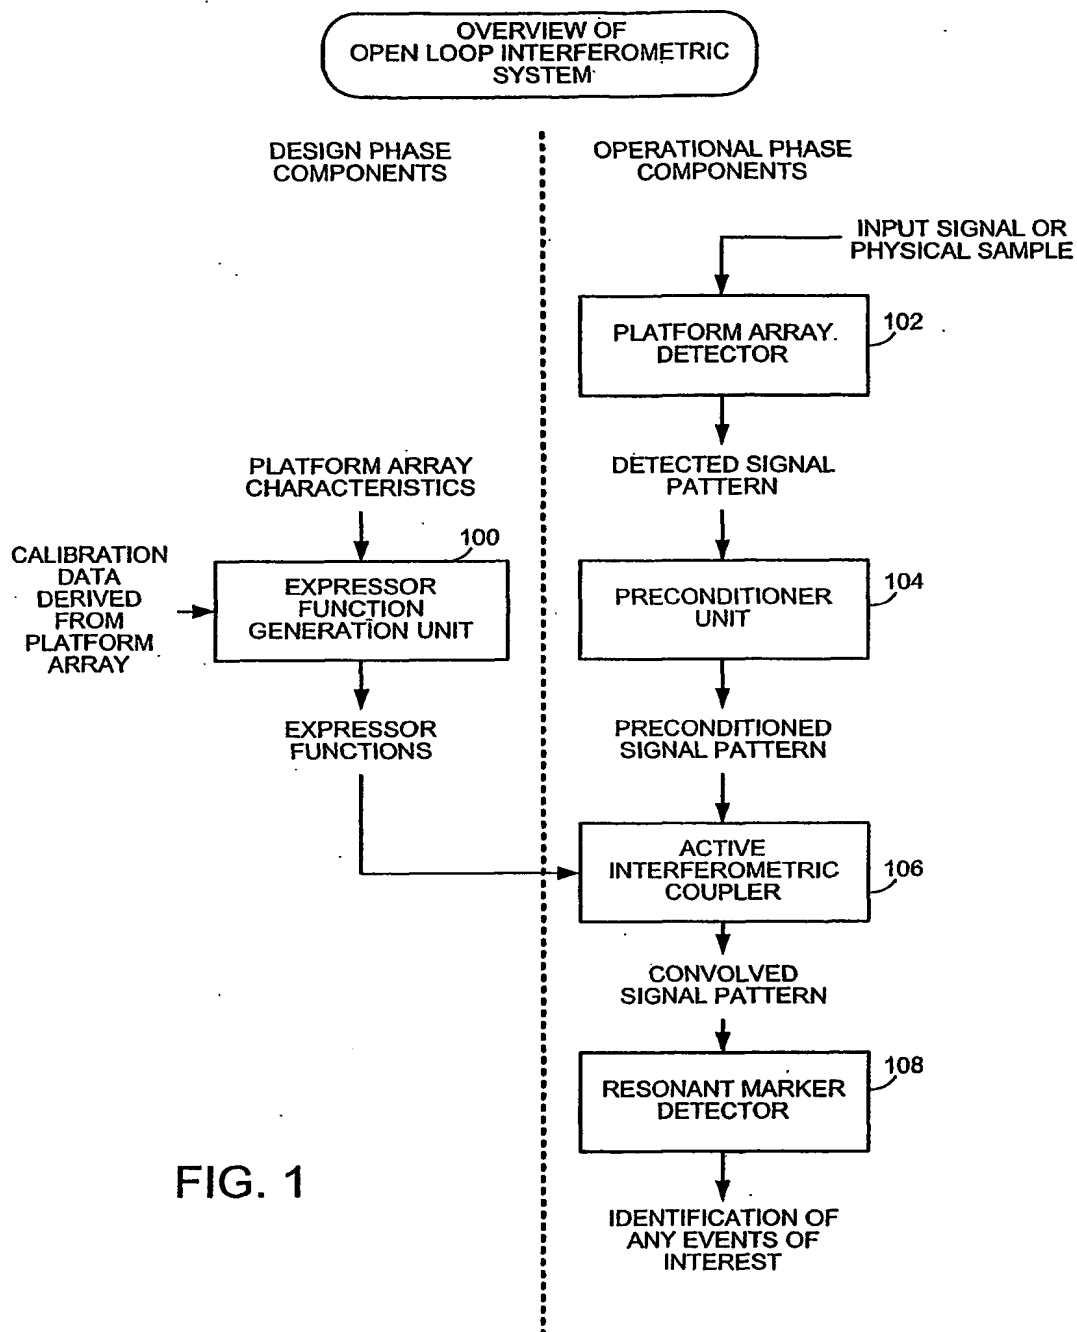 OVERVIEW OF
OPEN LOOP INTERFEROMETRIC
SYSTEM
DESIGN PHASE
COMPONENTS
OPERATIONAL PHASE
COMPONENTS
INPUT SIGNAL OR
PHYSICAL SAMPLE
102
PLATFORM ARRAY
DETECTOR
DETECTED SIGNAL
PATTERN
PLATFORM ARRAY
CHARACTERISTICS
100
CALIBRATION
DATA
DERIVED
FROM
PLATFORM
ARRAY
EXPRESSOR
FUNCTION
GENERATION UNIT
EXPRESSOR
FUNCTIONS
104
PRECONDITIONER
UNIT
PRECONDITIONED
SIGNAL PATTERN
ACTIVE
INTERFEROMETRIC
COUPLER
106
CONVOLVED
SIGNAL PATTERN
108
RESONANT MARKER
DETECTOR
IDENTIFICATION OF
ANY EVENTS OF
INTEREST
FIG. 1